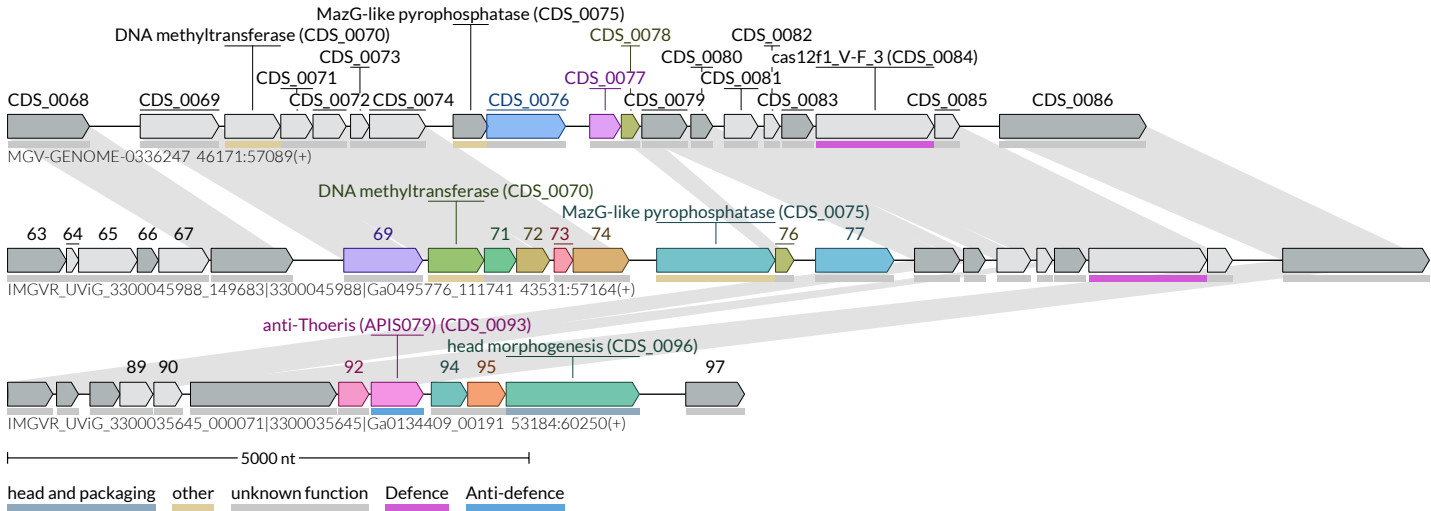 MazG-like pyrophosphatase (CDS_0075)
DNA methyltransferase (CDS_0070) CDS_0078 CDS_0082
CDS_0073 CDS_0080 cas12f1_V-F_3 (CDS_0084)
CDS_0071 CDS_0077 CDS_0081
CDS_0068 CDS_0069 CDS_0072 CDS_0074 CDS_0076 CDS_0079 CDS_0083 CDS_0085 CDS_0086
MGV-GENOME-0336247 46171:57089(+)
DNA methyltransferase (CDS_0070)
MazG-like pyrophosphatase (CDS_0075)
63 64 65 66 67 69 71 72 73 74 76 77
IMGVR_UViG_3300045988_149683|3300045988|Ga0495776_111741 43531:57164(+)
anti-Thoeris (APIS079) (CDS_0093)
head morphogenesis (CDS_0096)
89 90 92 94 95 97
IMGVR_UViG_3300035645_000071|3300035645|Ga0134409_00191 53184:60250(+)
5000 nt
head and packaging other unknown function Defence Anti-defence